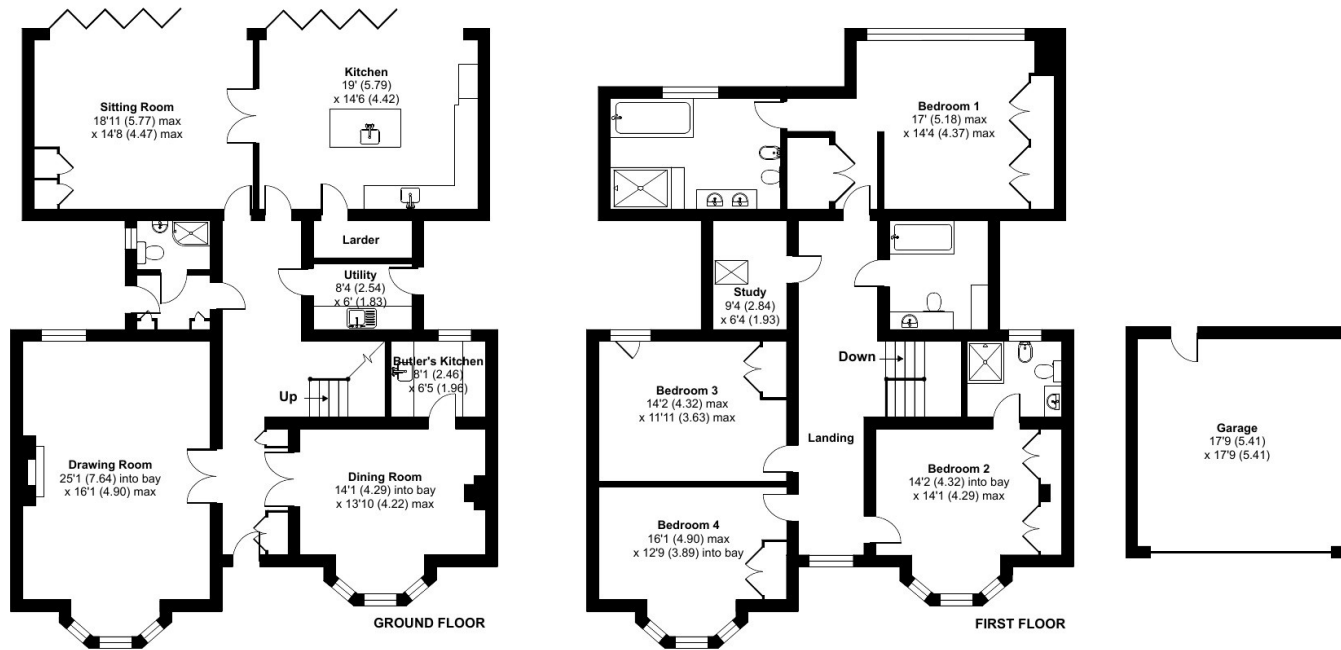 Sitting Room
18'11 (5.77) max
x 14'8 (4.47) max
Kitchen
19' (5.79)
x 14'6 (4.42)
Larder
Utility
8'4 (2.54)
x 6' (1.83)
Butler's Kitchen
8'1 (2.46)
x 6'5 (1.96)
Up
Drawing Room
25'1 (7.64) into bay
x 16'1 (4.90) max
Dining Room
14'1 (4.29) into bay
x 13'10 (4.22) max
GROUND FLOOR
Bedroom 1
17' (5.18) max
x 14'4 (4.37) max
Study
9'4 (2.84)
x 6'4 (1.93)
Down
Bedroom 3
14'2 (4.32) max
x 11'11 (3.63) max
Landing
Bedroom 2
14'2 (4.32) into bay
x 14'1 (4.29) max
Bedroom 4
16'1 (4.90) max
x 12'9 (3.89) into bay
FIRST FLOOR
Garage
17'9 (5.41)
x 17'9 (5.41)